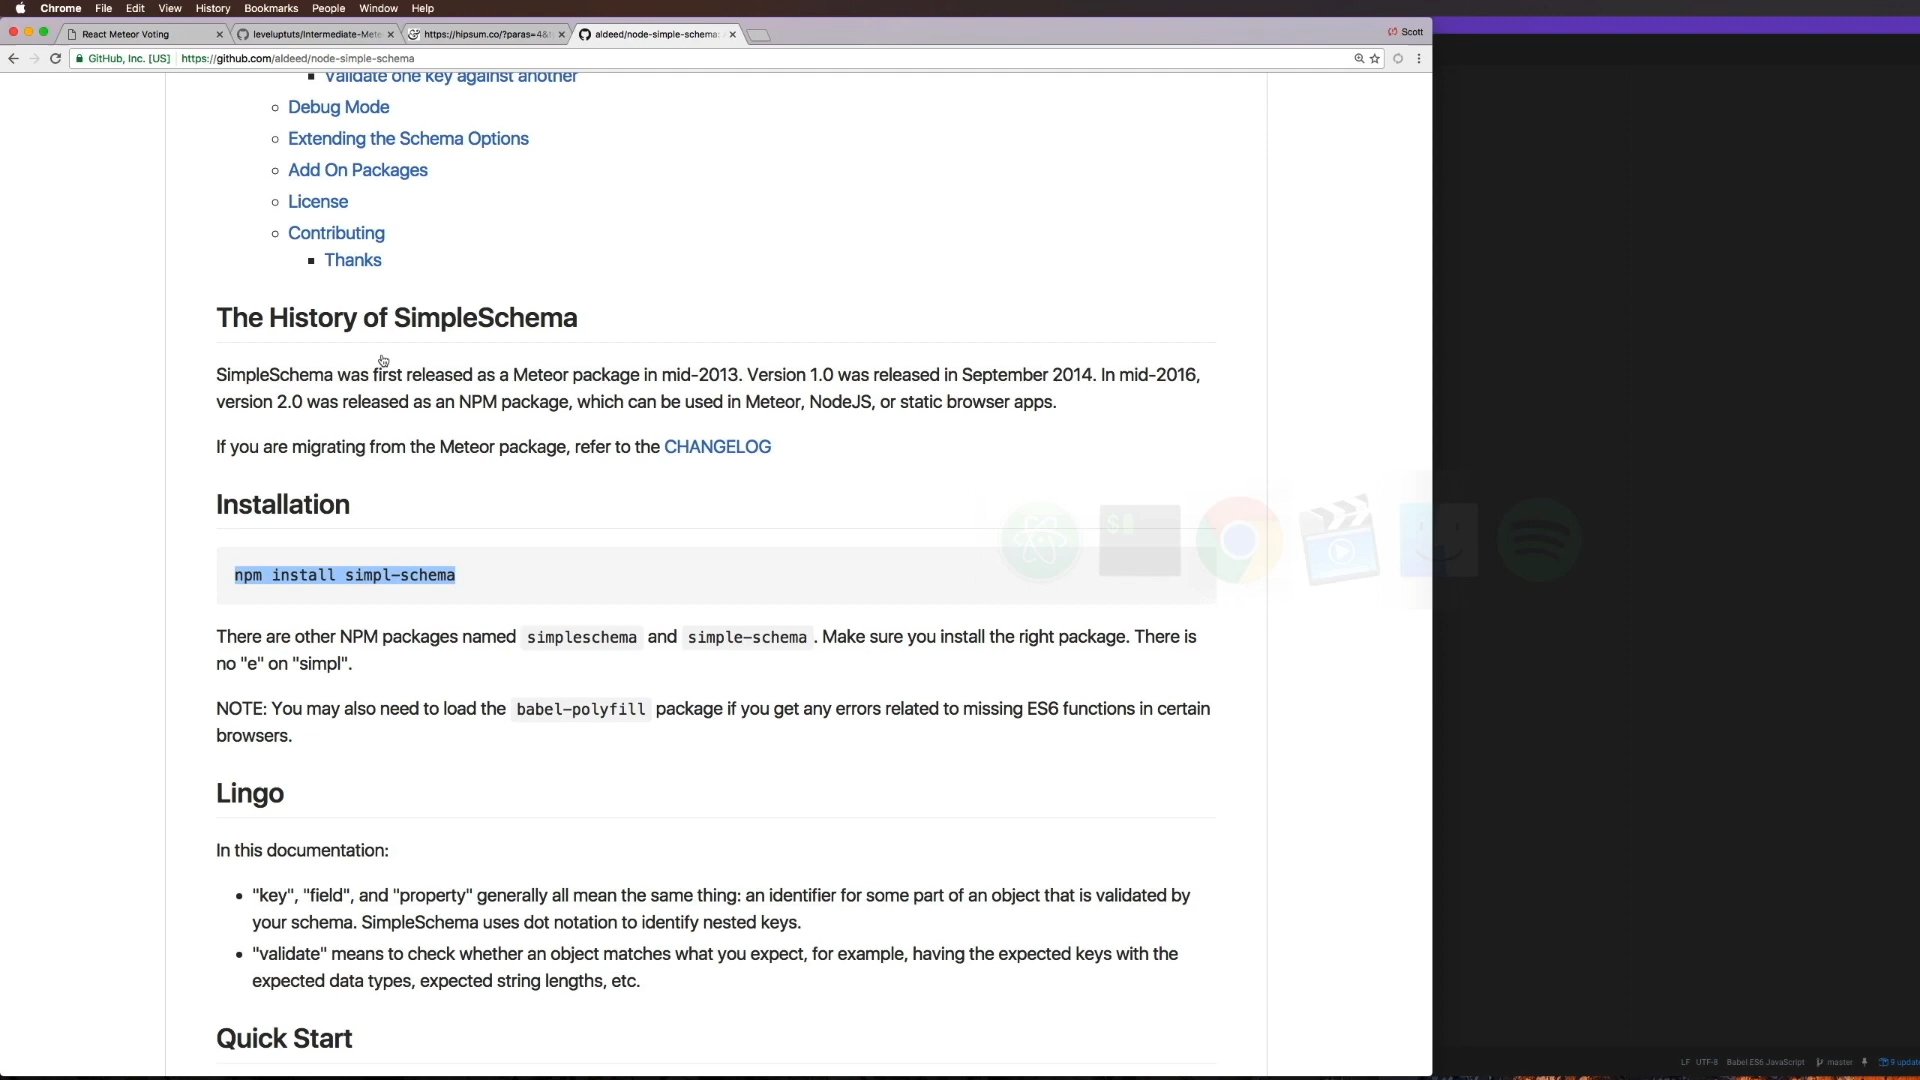 Chrome File Edit View History Bookmarks People Window Help
React Meteor Voting
leveluptuts/Intermediate-Mete
https://hipsum.co/?paras=4&t
aldeed/node-simple-schema:
Scott
GitHub, Inc. [US] https://github.com/aldeed/node-simple-schema
Validate one key against another
Debug Mode
Extending the Schema Options
Add On Packages
License
Contributing
Thanks
The History of SimpleSchema
SimpleSchema was first released as a Meteor package in mid-2013. Version 1.0 was released in September 2014. In mid-2016,
version 2.0 was released as an NPM package, which can be used in Meteor, NodeJS, or static browser apps.
If you are migrating from the Meteor package, refer to the CHANGELOG
Installation
npm install simpl-schema
There are other NPM packages named simpleschema and simple-schema . Make sure you install the right package. There is
no "e" on "simpl".
NOTE: You may also need to load the babel-polyfill package if you get any errors related to missing ES6 functions in certain
browsers.
Lingo
In this documentation:
"key", "field", and "property" generally all mean the same thing: an identifier for some part of an object that is validated by
your schema. SimpleSchema uses dot notation to identify nested keys.
"validate" means to check whether an object matches what you expect, for example, having the expected keys with the
expected data types, expected string lengths, etc.
Quick Start
LF UTF-8 Babel ES6 JavaScript master 9 update